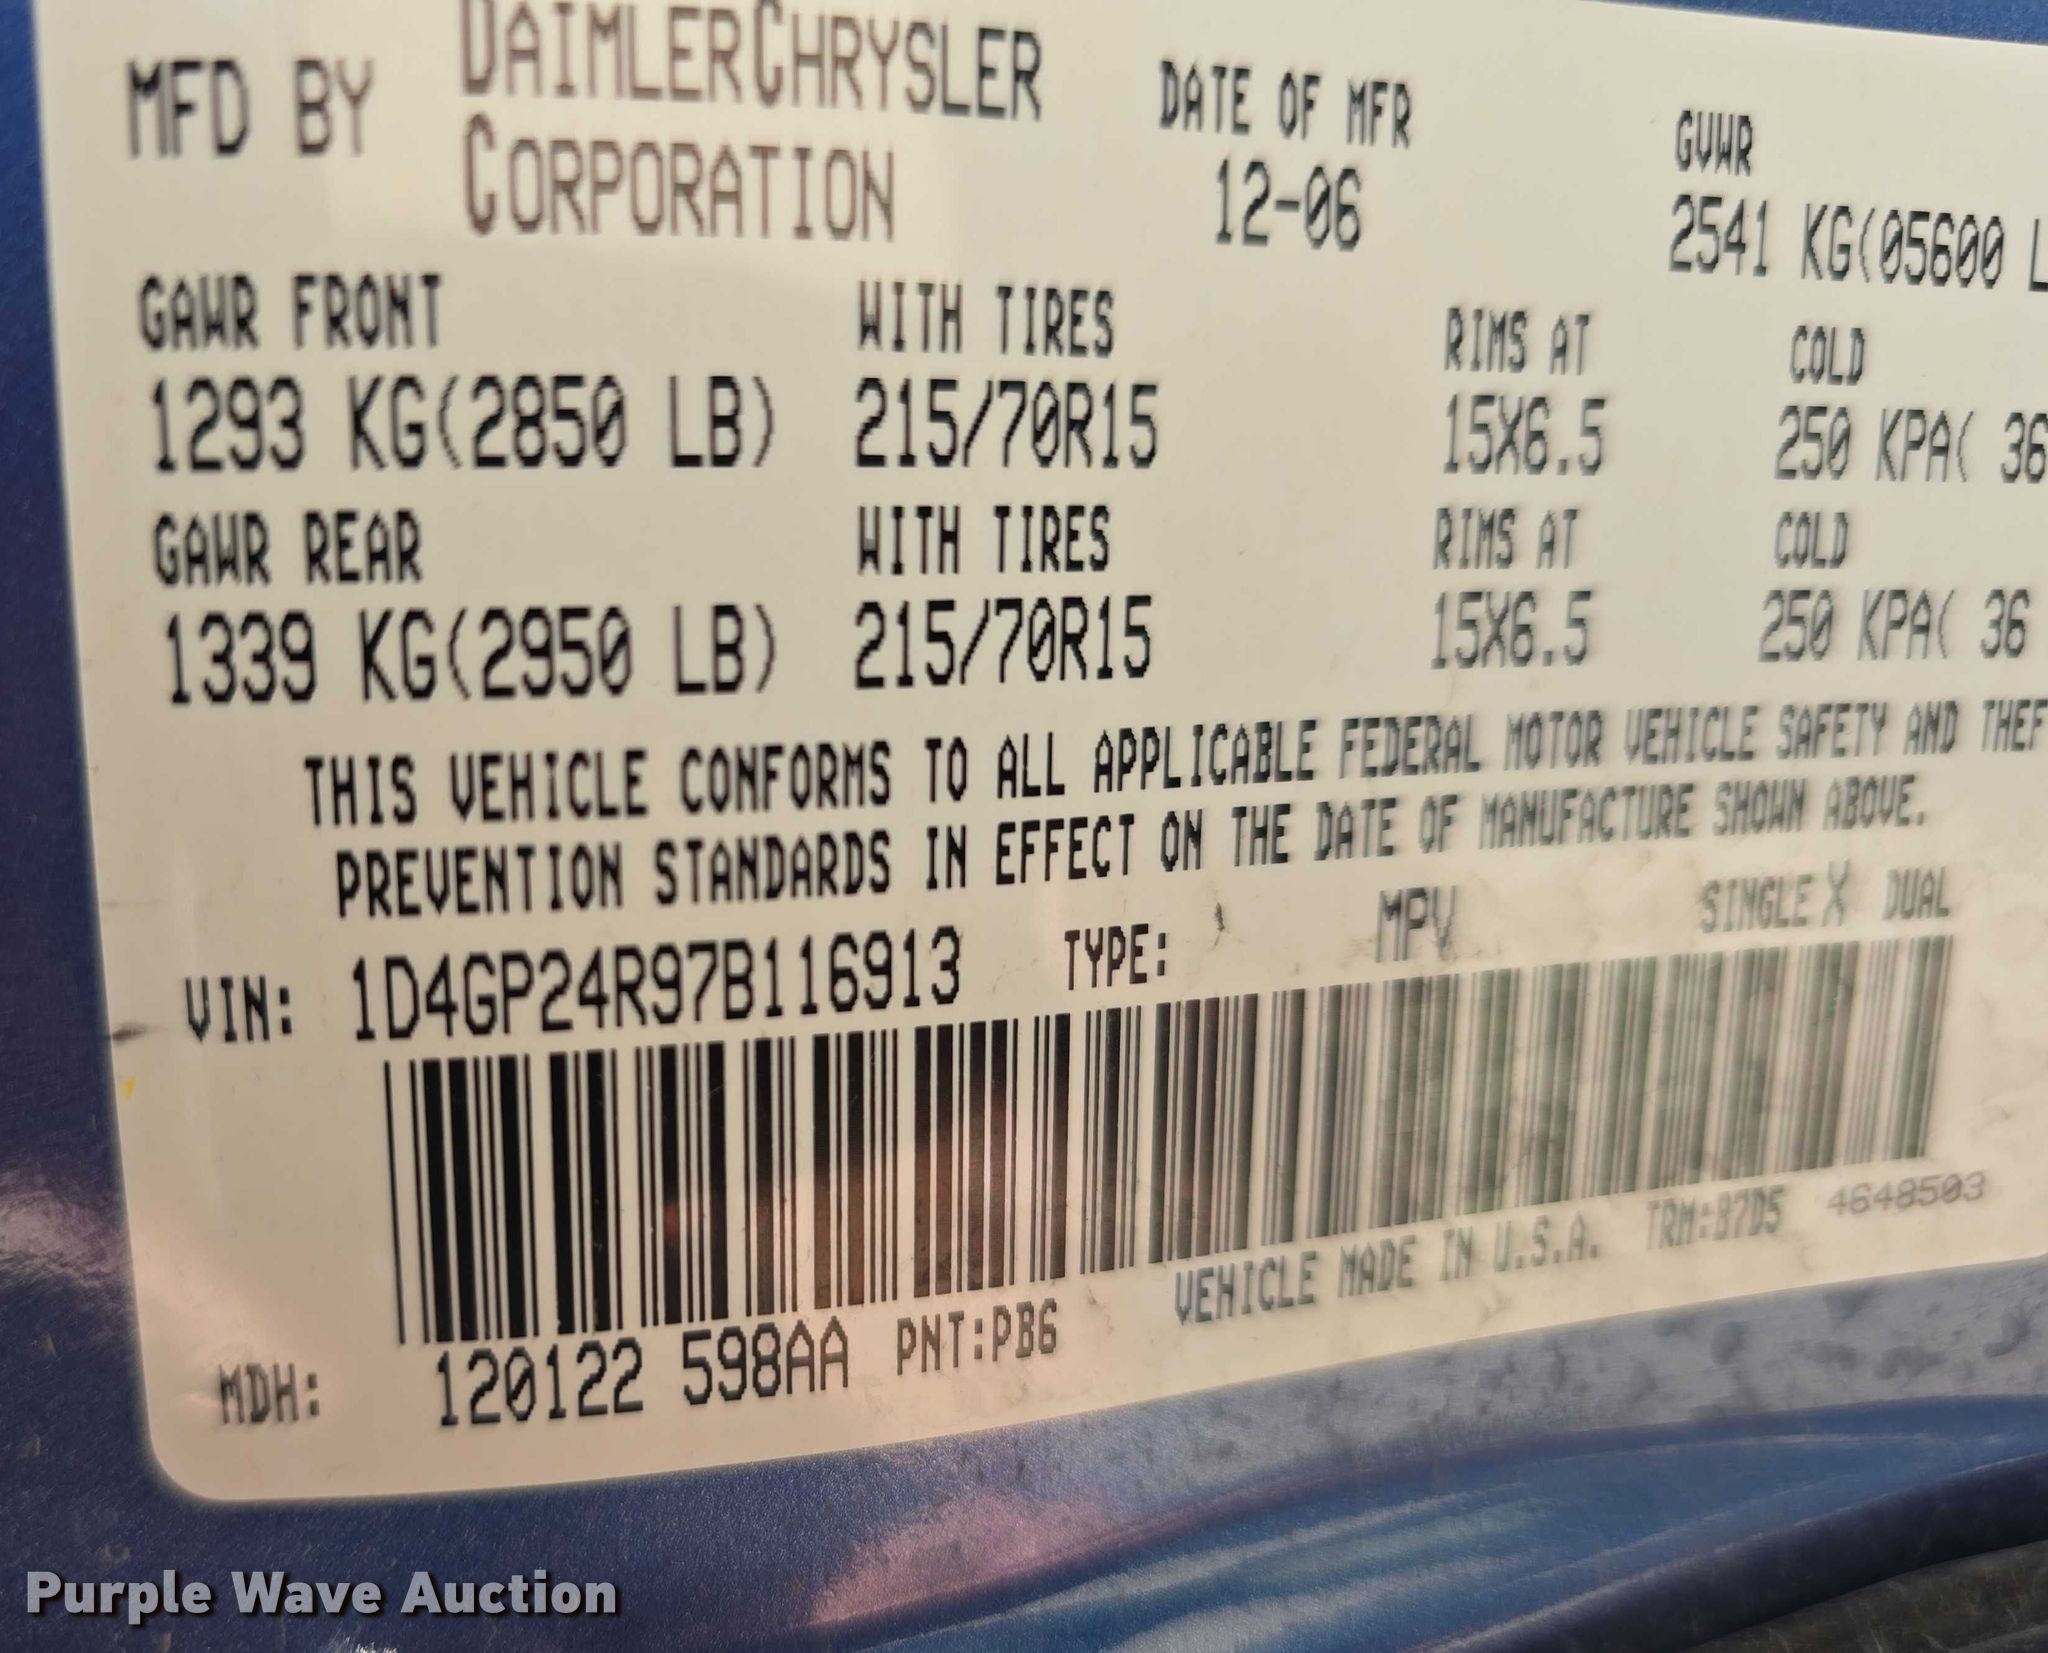 MFD BY DAIMLERCHRYSLER CORPORATION
DATE OF MFR
12-06
GVWR
2541 KG(05600 L
GAWR FRONT WITH TIRES RIMS AT COLD
1293 KG(2850 LB) 215/70R15 15X6.5 250 KPA( 36
GAWR REAR WITH TIRES RIMS AT COLD
1339 KG(2950 LB) 215/70R15 15X6.5 250 KPA( 36
THIS VEHICLE CONFORMS TO ALL APPLICABLE FEDERAL MOTOR VEHICLE SAFETY AND THEF
PREVENTION STANDARDS IN EFFECT ON THE DATE OF MANUFACTURE SHOWN ABOVE.
VIN: 1D4GP24R97B116913 TYPE: MPV SINGLE X DUAL
VEHICLE MADE IN U.S.A. TRM:B7D5 4648503
MDH: 120122 598AA PNT:PB6
Purple Wave Auction